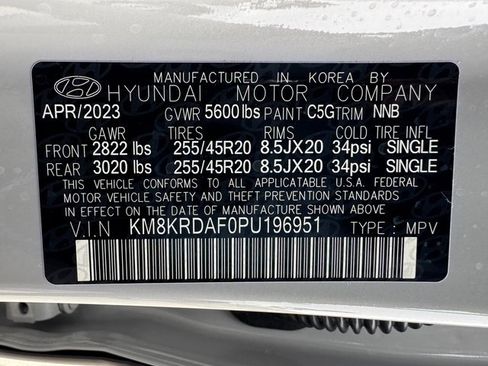 MANUFACTURED IN KOREA BY
HYUNDAI MOTOR COMPANY
APR/2023 GVWR 5600 lbs PAINT C5G TRIM NNB
GAWR TIRES RIMS COLD TIRE INFL
FRONT 2822 lbs 255/45R20 8.5JX20 34psi SINGLE
REAR 3020 lbs 255/45R20 8.5JX20 34psi SINGLE
THIS VEHICLE CONFORMS TO ALL APPLICABLE U.S.A. FEDERAL
MOTOR VEHICLE SAFETY AND THEFT PREVENTION STANDARDS
IN EFFECT ON THE DATE OF MANUFACTURE SHOWN ABOVE.
V.I.N KM8KRDAF0PU196951 TYPE : MPV